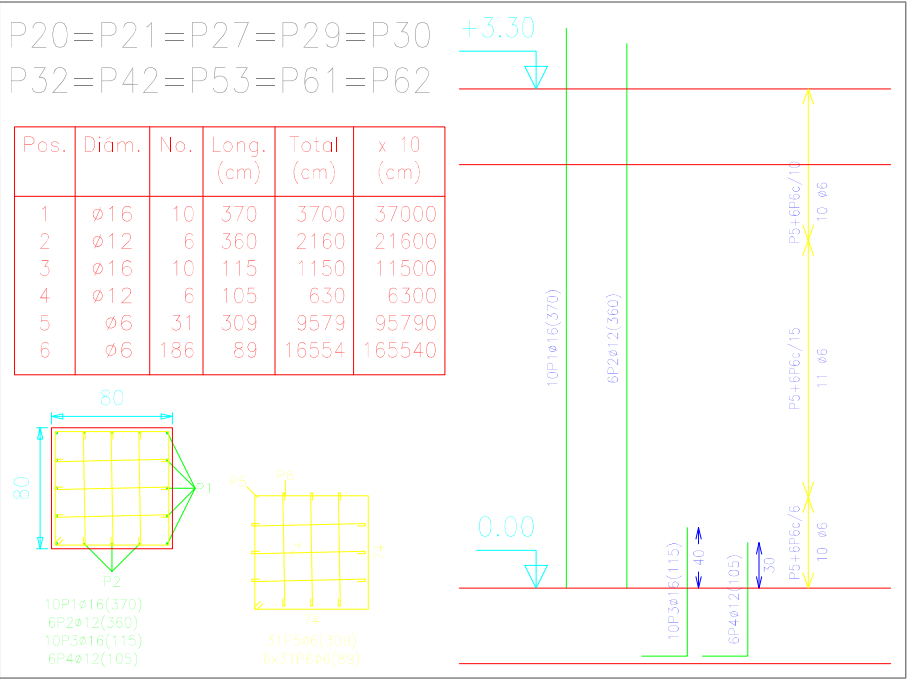 P20=P21=P27=P29=P30
P32=P42=P53=P61=P62
Pos. Diám. No. Long. (cm) Total (cm) x 10 (cm)
1 ø16 10 370 3700 37000
2 ø12 6 360 2160 21600
3 ø16 10 115 1150 11500
4 ø12 6 105 630 6300
5 ø6 31 309 9579 95790
6 ø6 186 89 16554 165540
80
80
P1
P2
10P1ø16(370)
6P2ø12(360)
10P3ø16(115)
6P4ø12(105)
+3.30
0.00
10P1ø16(370)
6P2ø12(360)
10P3ø16(115)
40
6P4ø12(105)
30
P5+6P6c/10
10 ø6
P5+6P6c/15
11 ø6
P5+6P6c/6
10 ø6